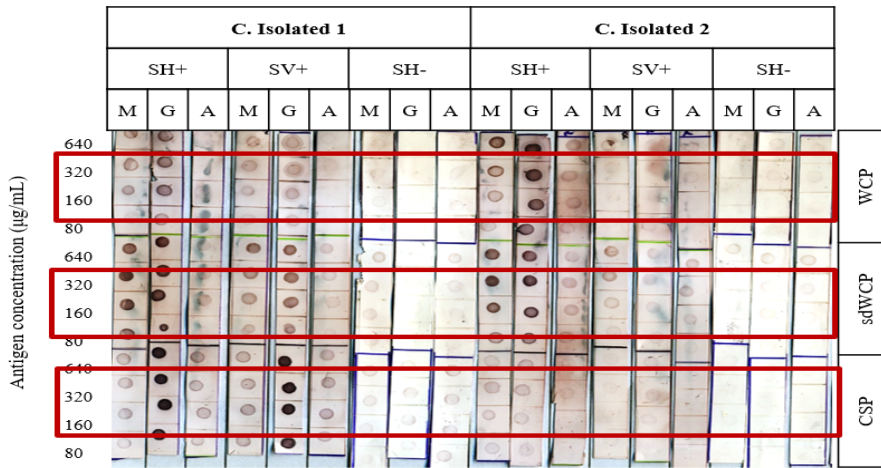 C. Isolated 1 C. Isolated 2
SH+ SV+ SH- SH+ SV+ SH-
M G A M G A M G A M G A M G A M G A
Antigen concentration (µg/mL)
640
320
160
80
WCP
640
320
160
80
sdWCP
640
320
160
80
CSP